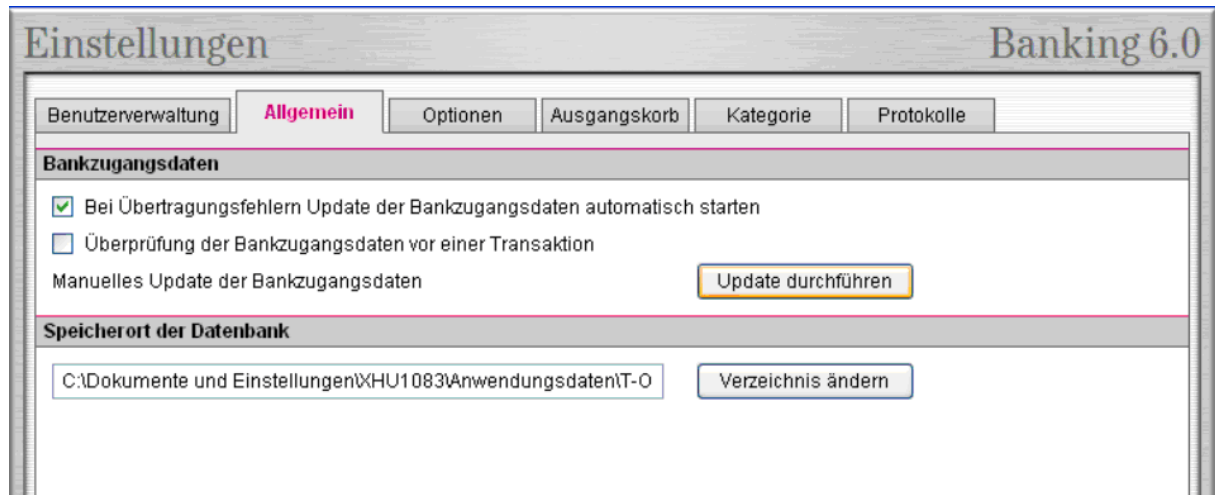 Einstellungen Banking 6.0
Benutzerverwaltung Allgemein Optionen Ausgangskorb Kategorie Protokolle
Bankzugangsdaten
Bei Übertragungsfehlern Update der Bankzugangsdaten automatisch starten
Überprüfung der Bankzugangsdaten vor einer Transaktion
Manuelles Update der Bankzugangsdaten Update durchführen
Speicherort der Datenbank
C:\Dokumente und Einstellungen\XHU1083\Anwendungsdaten\T-O Verzeichnis ändern